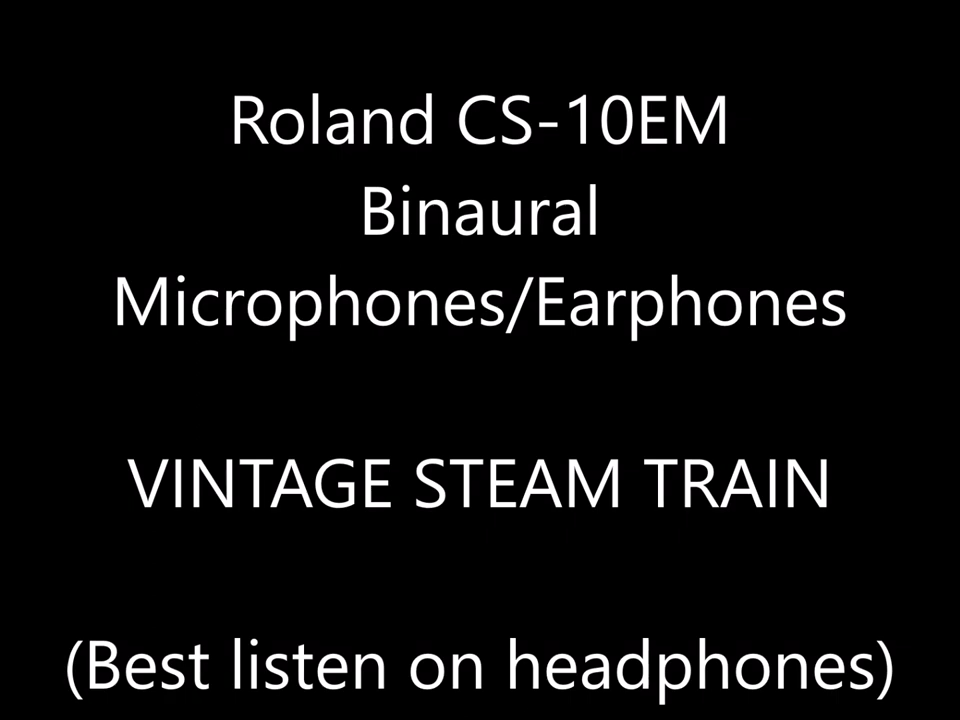 Roland CS-10EM
Binaural
Microphones/Earphones
VINTAGE STEAM TRAIN
(Best listen on headphones)